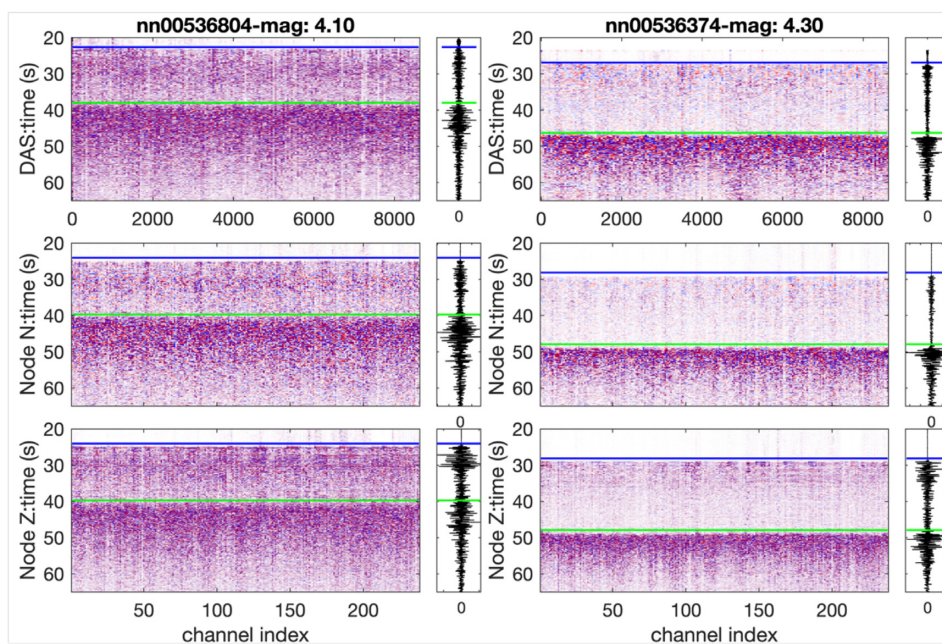 nn00536804-mag: 4.10
nn00536374-mag: 4.30
DAS:time (s)
20
30
40
50
60
0 2000 4000 6000 8000
0
20
30
40
50
60
0 2000 4000 6000 8000
0
Node N:time (s)
20
30
40
50
60
0
20
30
40
50
60
0
Node Z:time (s)
20
30
40
50
60
50 100 150 200
0
channel index
20
30
40
50
60
50 100 150 200
0
channel index
DAS:time (s)
Node N:time (s)
Node Z:time (s)